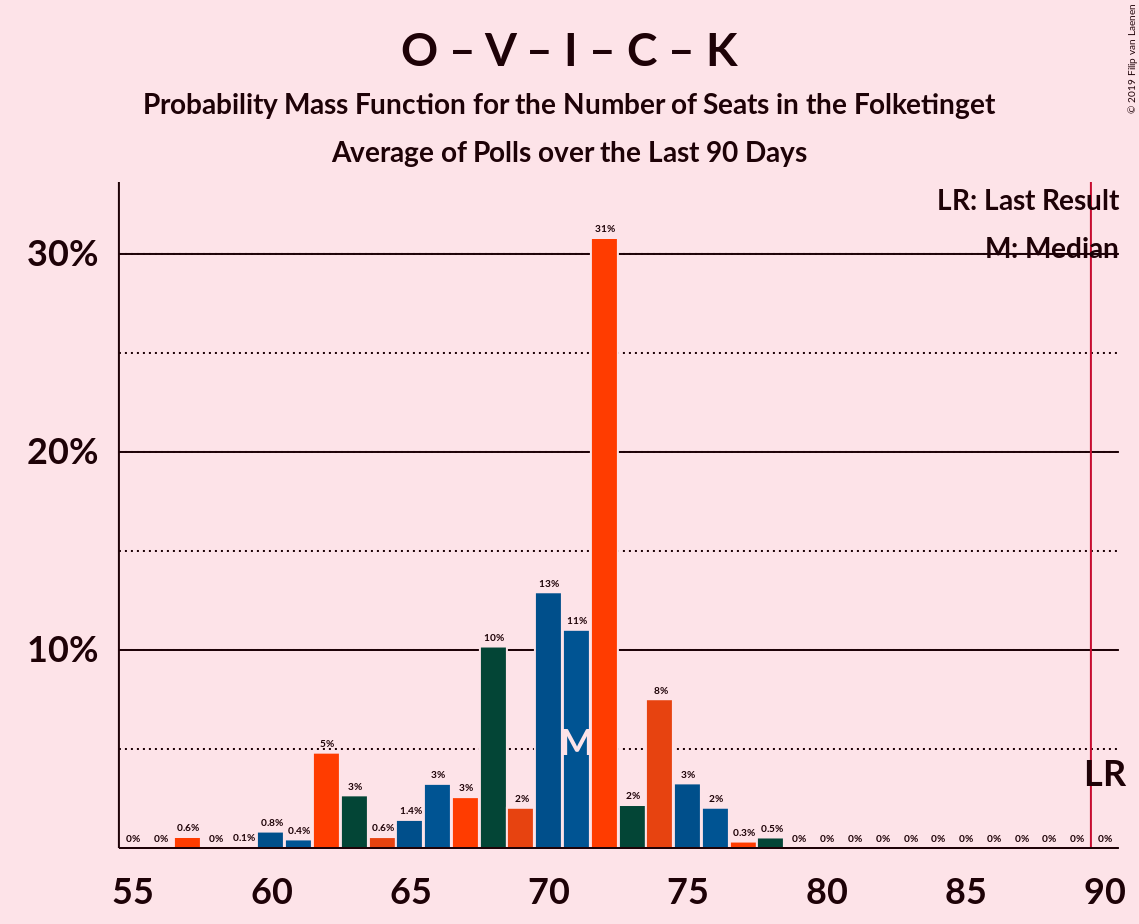 O – V – I – C – K
Probability Mass Function for the Number of Seats in the Folketinget
Average of Polls over the Last 90 Days
© 2019 Filip van Laenen
LR: Last Result
M: Median
30%
20%
10%
0% 0% 0.6% 0% 0.1% 0.8% 0.4% 5% 3% 0.6% 1.4% 3% 3% 10% 2% 13% 11% 31% 2% 8% 3% 2% 0.3% 0.5% 0% 0% 0% 0% 0% 0% 0% 0% 0% 0% 0% 0%
M
LR
55 60 65 70 75 80 85 90